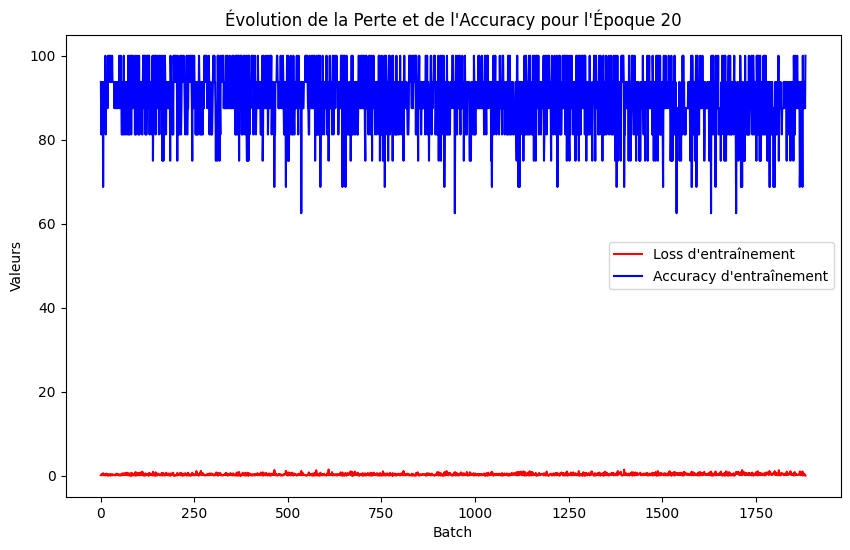 Évolution de la Perte et de l'Accuracy pour l'Époque 20
100
80
60
40
20
0
Valeurs
Loss d'entraînement
Accuracy d'entraînement
0 250 500 750 1000 1250 1500 1750
Batch